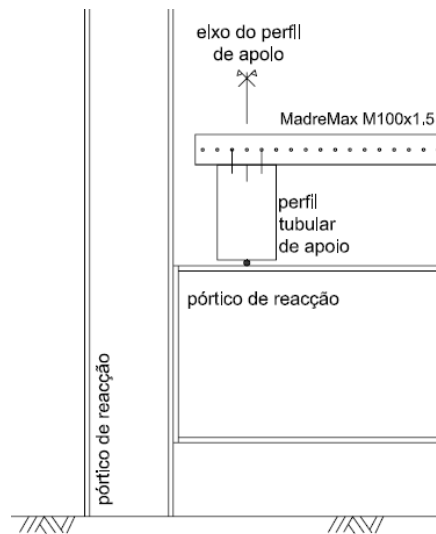 eixo do perfil
de apoio
MadreMax M100x1.5
perfil
tubular
de apoio
pórtico de reacção
pórtico de reacção